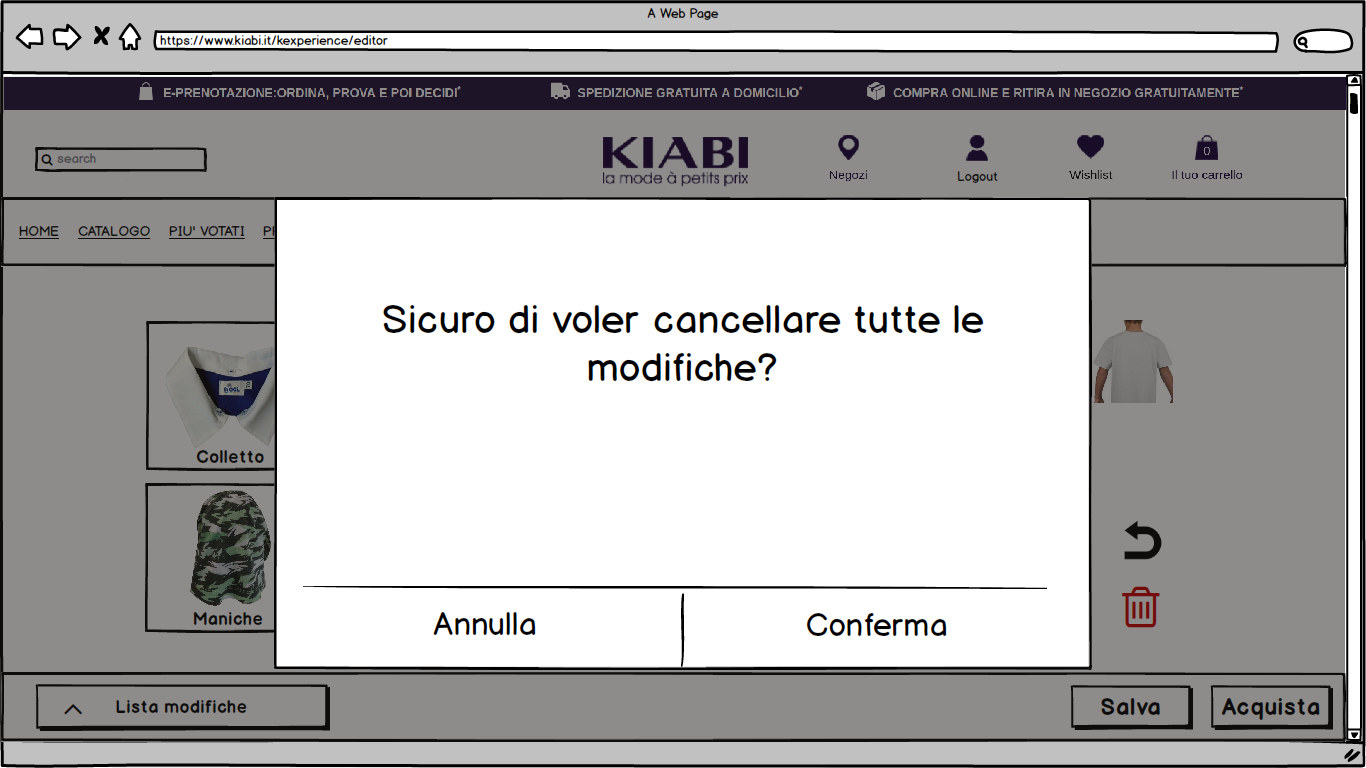 A Web Page
https://www.kiabi.it/kexperience/editor
E-PRENOTAZIONE:ORDINA, PROVA E POI DECIDI*
SPEDIZIONE GRATUITA A DOMICILIO*
COMPRA ONLINE E RITIRA IN NEGOZIO GRATUITAMENTE*
search
KIABI
la mode à petits prix
Negozi
Logout
Wishlist
0
Il tuo carrello
HOME
CATALOGO
PIU' VOTATI
Sicuro di voler cancellare tutte le
modifiche?
Colletto
Maniche
Annulla
Conferma
Lista modifiche
Salva
Acquista